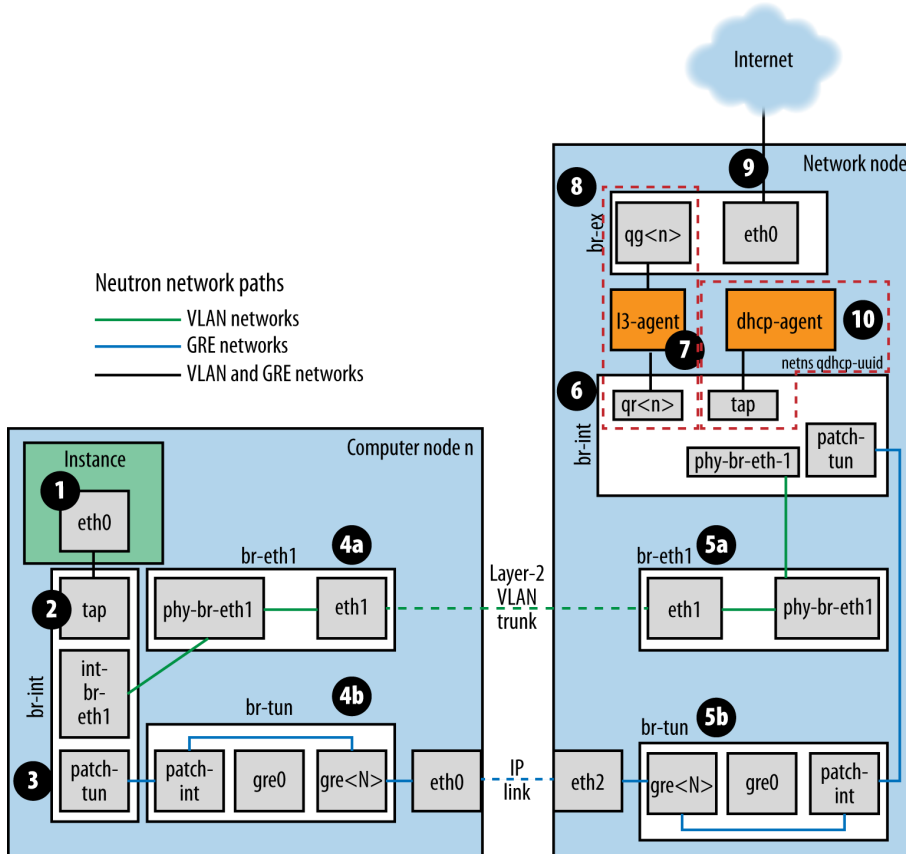 Internet
Network node
9
8
br-ex
qg<n>
eth0
Neutron network paths
VLAN networks
GRE networks
VLAN and GRE networks
l3-agent
dhcp-agent
10
7
netns qdhcp-uuid
6
br-int
qr<n>
tap
patch-
tun
phy-br-eth-1
Computer node n
Instance
1
eth0
br-eth1
4a
2
tap
phy-br-eth1
eth1
Layer-2
VLAN
trunk
br-eth1
5a
eth1
phy-br-eth1
br-int
int-
br-
eth1
br-tun
4b
3
patch-
tun
patch-
int
gre0
gre<N>
eth0
IP
link
br-tun
5b
eth2
gre<N>
gre0
patch-
int